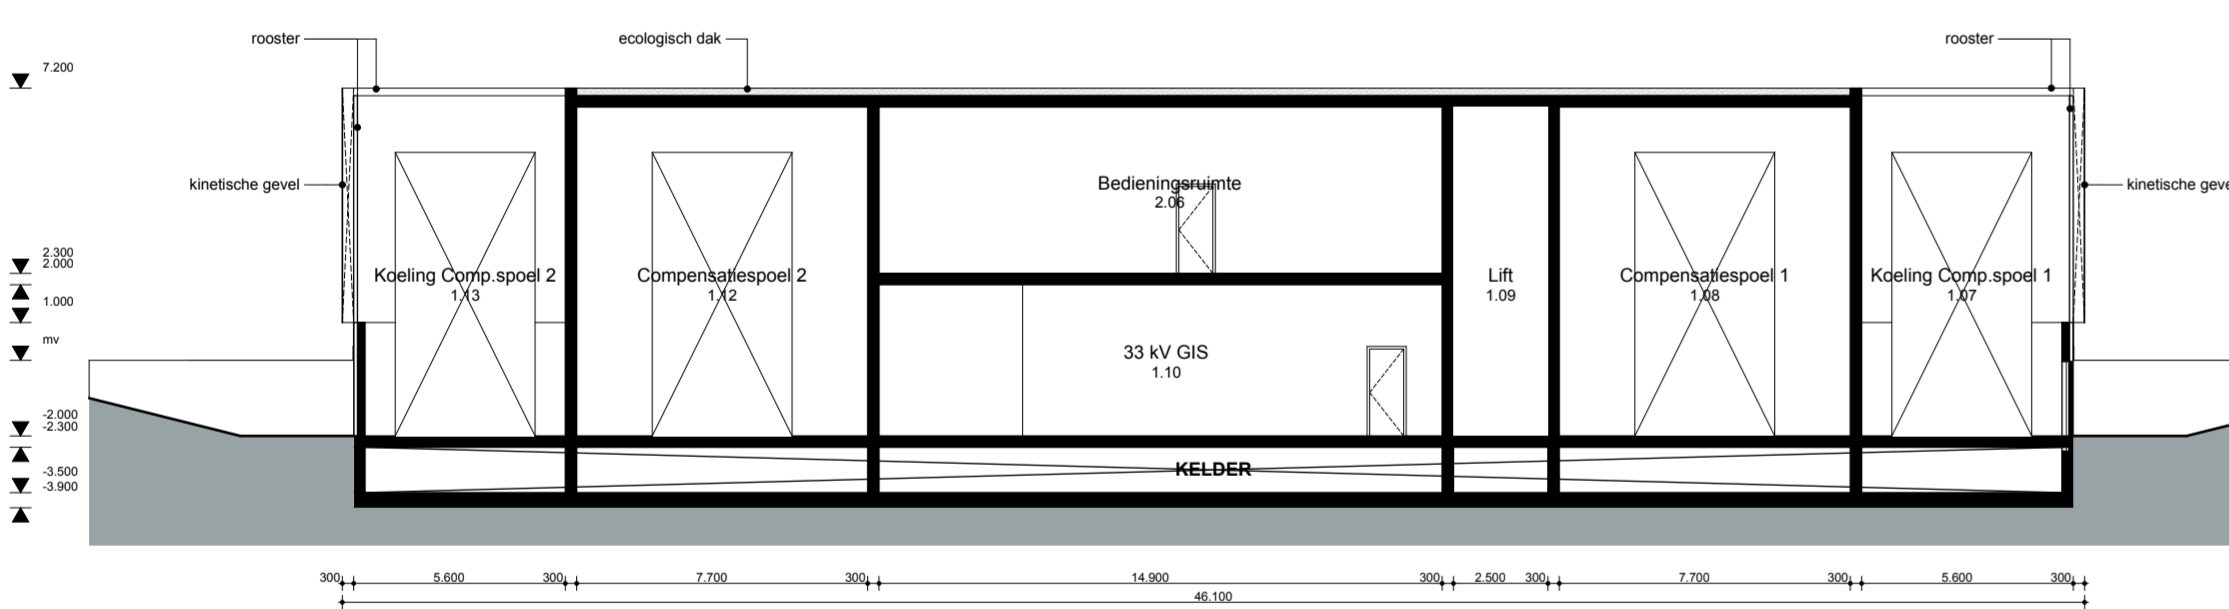 rooster
ecologisch dak
rooster
7.200
kinetische gevel
kinetische geve
Bedieningsruimte
2.06
2.300
2.000
1.000
mv
-2.000
-2.300
-3.500
-3.900
Koeling Comp.spoel 2
1.13
Compensatiespoel 2
1.12
Lift
1.09
Compensatiespoel 1
1.08
Koeling Comp.spoel 1
1.07
33 kV GIS
1.10
KELDER
300 5.600 300 7.700 300 14.900 300 2.500 300 7.700 300 5.600 300
46.100